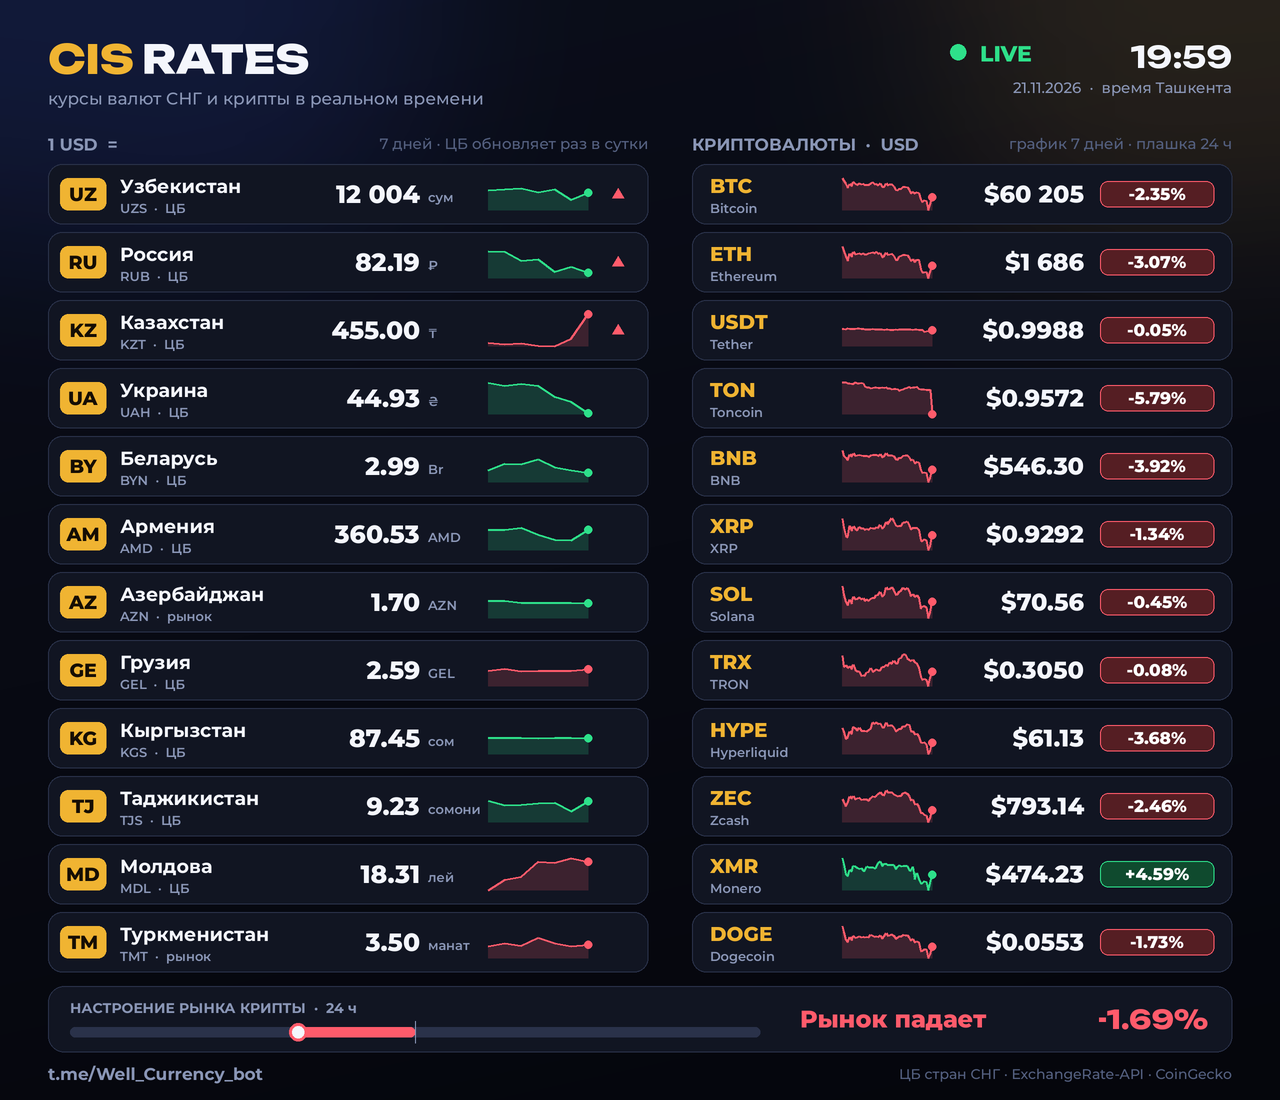 CIS RATES
LIVE
19:59
курсы валют СНГ и крипты в реальном времени
21.11.2026 · время Ташкента
1 USD =
7 дней · ЦБ обновляет раз в сутки
UZ Узбекистан 12 004 сум
UZS · ЦБ
RU Россия 82.19 ₽
RUB · ЦБ
KZ Казахстан 455.00 ₸
KZT · ЦБ
UA Украина 44.93 ₴
UAH · ЦБ
BY Беларусь 2.99 Br
BYN · ЦБ
AM Армения 360.53 AMD
AMD · ЦБ
AZ Азербайджан 1.70 AZN
AZN · рынок
GE Грузия 2.59 GEL
GEL · ЦБ
KG Кыргызстан 87.45 сом
KGS · ЦБ
TJ Таджикистан 9.23 сомони
TJS · ЦБ
MD Молдова 18.31 лей
MDL · ЦБ
TM Туркменистан 3.50 манат
TMT · рынок
КРИПТОВАЛЮТЫ · USD
график 7 дней · плашка 24 ч
BTC $60 205 -2.35%
Bitcoin
ETH $1 686 -3.07%
Ethereum
USDT $0.9988 -0.05%
Tether
TON $0.9572 -5.79%
Toncoin
BNB $546.30 -3.92%
BNB
XRP $0.9292 -1.34%
XRP
SOL $70.56 -0.45%
Solana
TRX $0.3050 -0.08%
TRON
HYPE $61.13 -3.68%
Hyperliquid
ZEC $793.14 -2.46%
Zcash
XMR $474.23 +4.59%
Monero
DOGE $0.0553 -1.73%
Dogecoin
НАСТРОЕНИЕ РЫНКА КРИПТЫ · 24 ч
Рынок падает -1.69%
t.me/Well_Currency_bot
ЦБ стран СНГ · ExchangeRate-API · CoinGecko